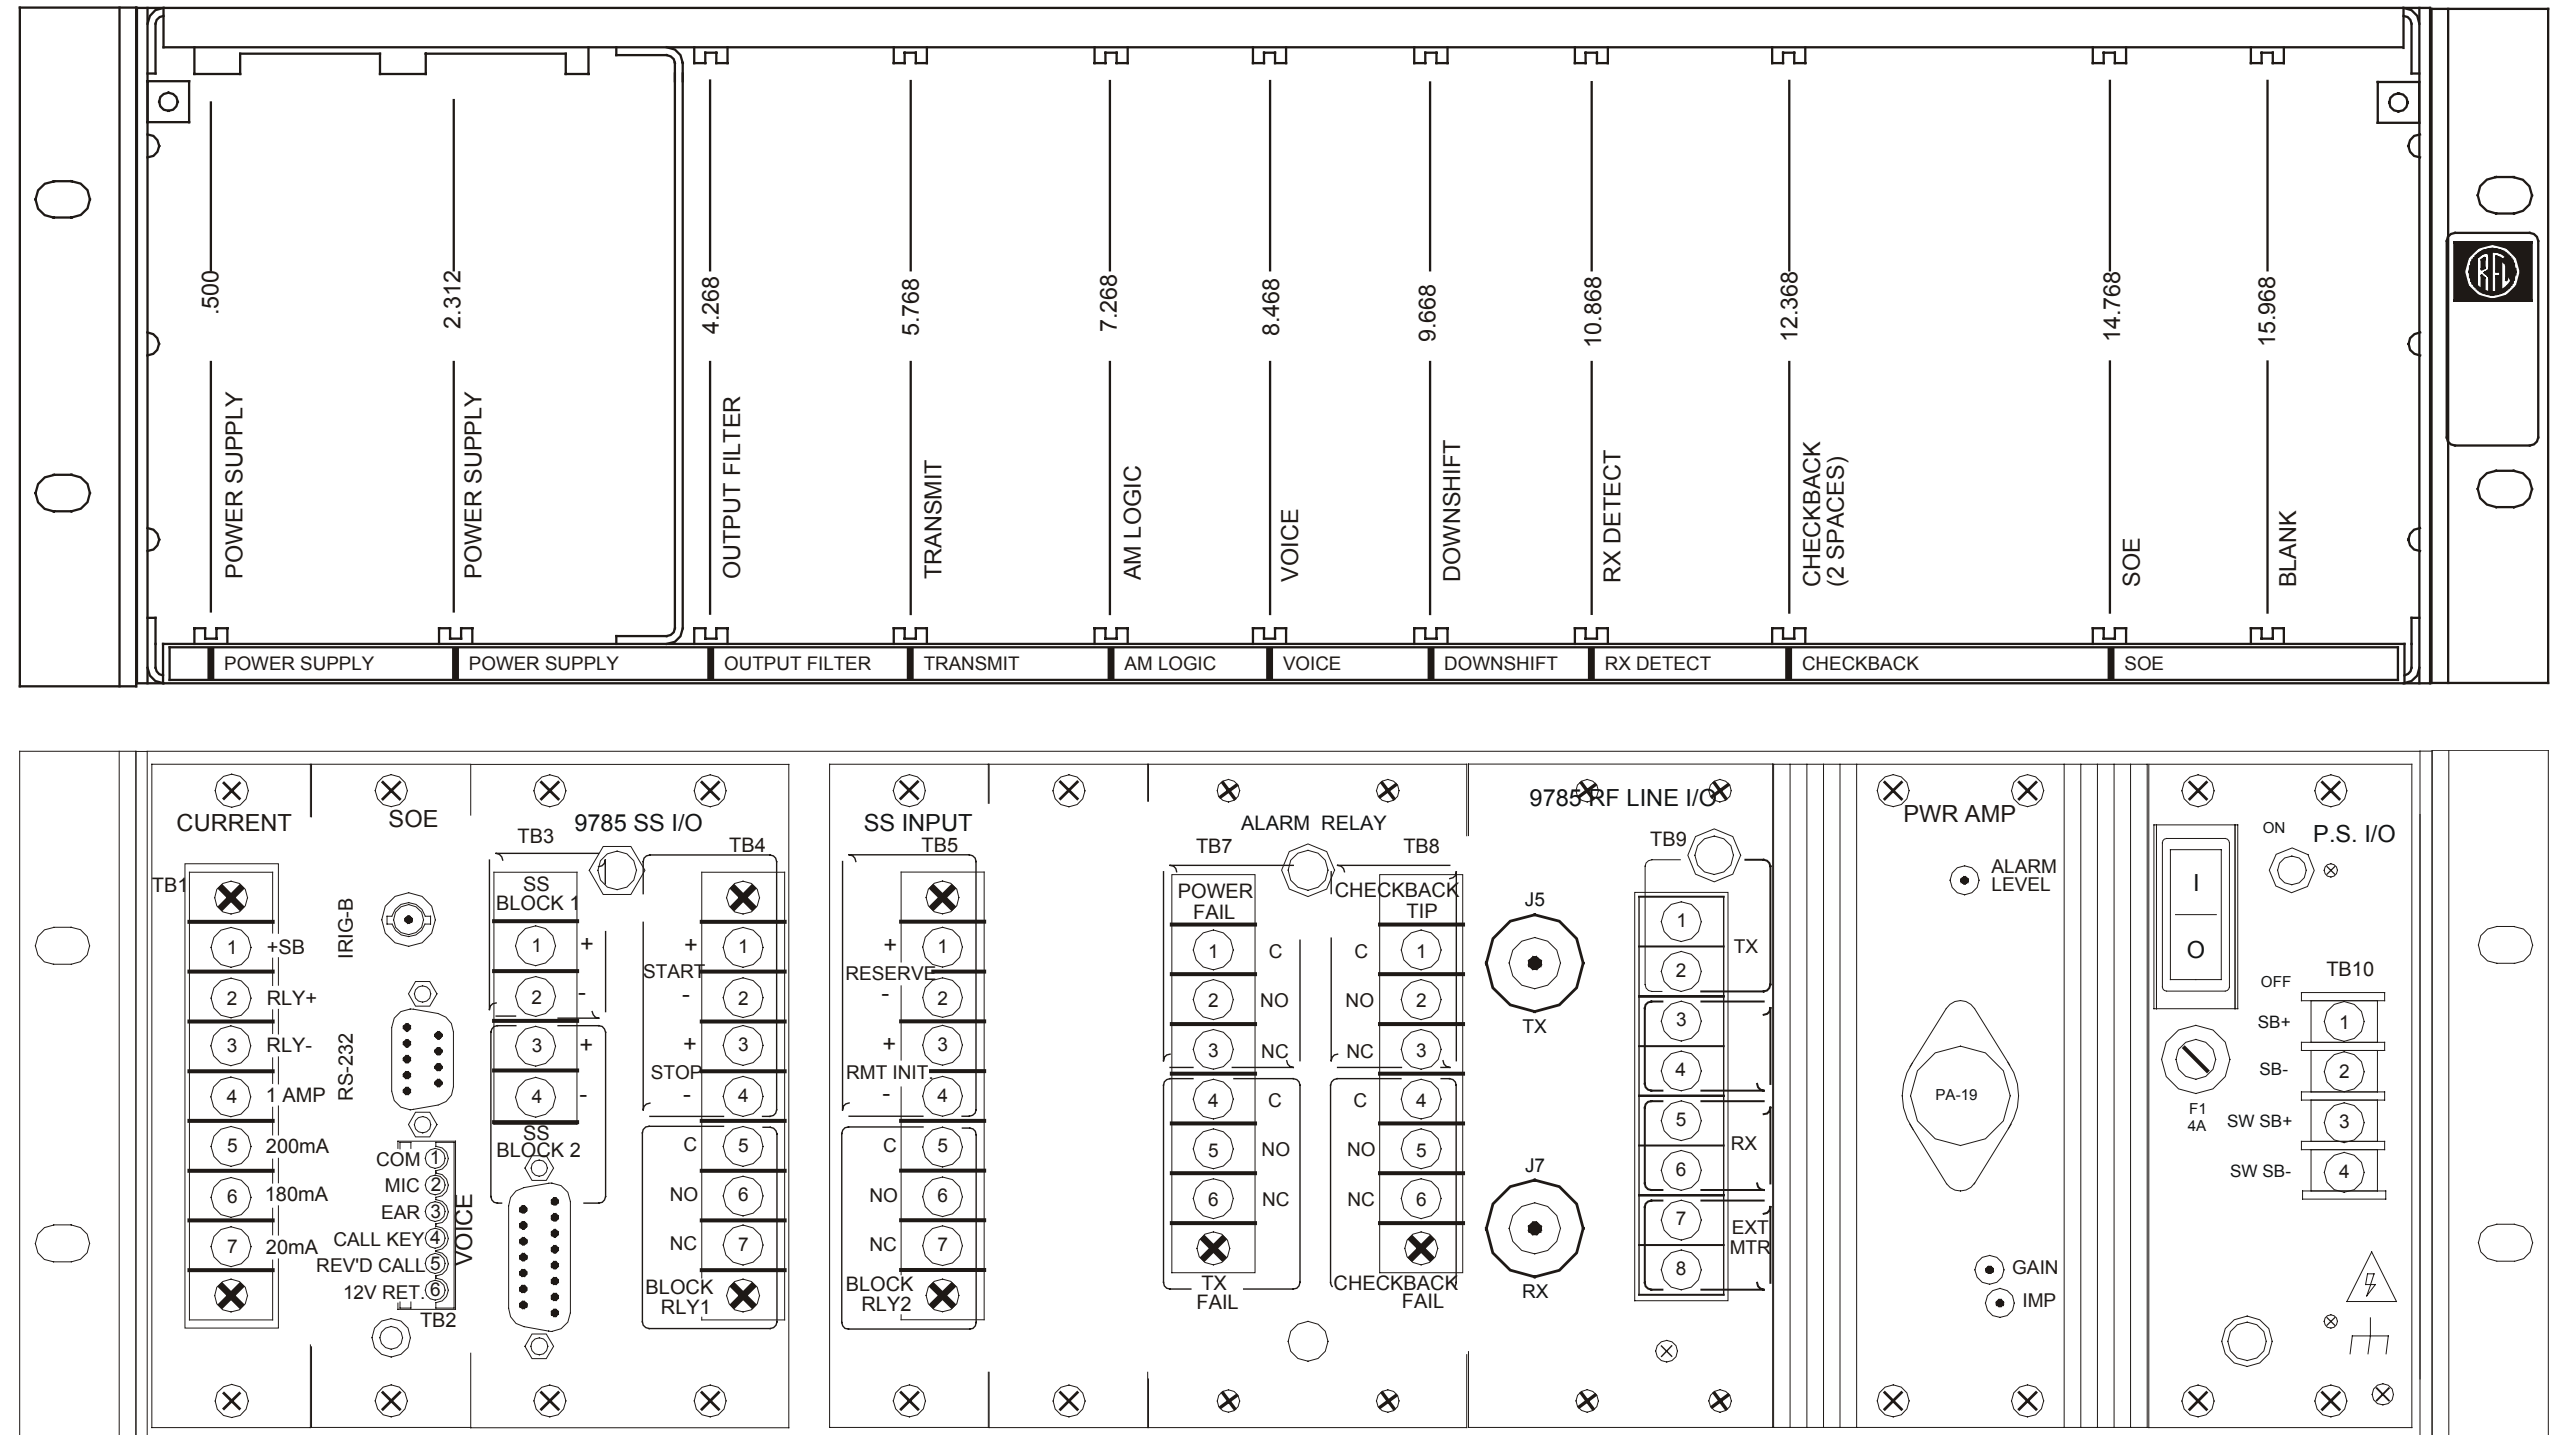 .500
2.312
4.268
5.768
7.268
8.468
9.668
10.868
12.368
14.768
15.968
RFL
POWER SUPPLY
POWER SUPPLY
OUTPUT FILTER
TRANSMIT
AM LOGIC
VOICE
DOWNSHIFT
RX DETECT
CHECKBACK
(2 SPACES)
SOE
BLANK
POWER SUPPLY
POWER SUPPLY
OUTPUT FILTER
TRANSMIT
AM LOGIC
VOICE
DOWNSHIFT
RX DETECT
CHECKBACK
SOE
CURRENT
TB1
1 +SB
2 RLY+
3 RLY-
4 1 AMP
5 200mA
6 180mA
7 20mA
SOE
IRIG-B
RS-232
COM 1
MIC 2
EAR 3
CALL KEY 4
REV'D CALL 5
12V RET. 6
VOICE
TB2
9785 SS I/O
TB3
SS
BLOCK 1
1 +
2 -
3 +
4 -
SS
BLOCK 2
TB4
+ 1
START
- 2
+ 3
STOP
- 4
C 5
NO 6
NC 7
BLOCK
RLY1
SS INPUT
TB5
+ 1
RESERVE
- 2
+ 3
RMT INIT.
- 4
C 5
NO 6
NC 7
BLOCK
RLY2
ALARM RELAY
TB7
POWER
FAIL
1 C
2 NO
3 NC
4 C
5 NO
6 NC
TX
FAIL
TB8
CHECKBACK
TIP
C 1
NO 2
NC 3
C 4
NO 5
NC 6
CHECKBACK
FAIL
9785 RF LINE I/O
J5
TX
J7
RX
TB9
1
TX
2
3
4
5
RX
6
7
EXT
MTR
8
PWR AMP
ALARM
LEVEL
PA-19
GAIN
IMP
P.S. I/O
ON
I
O
OFF
F1
4A
TB10
SB+ 1
SB- 2
SW SB+ 3
SW SB- 4